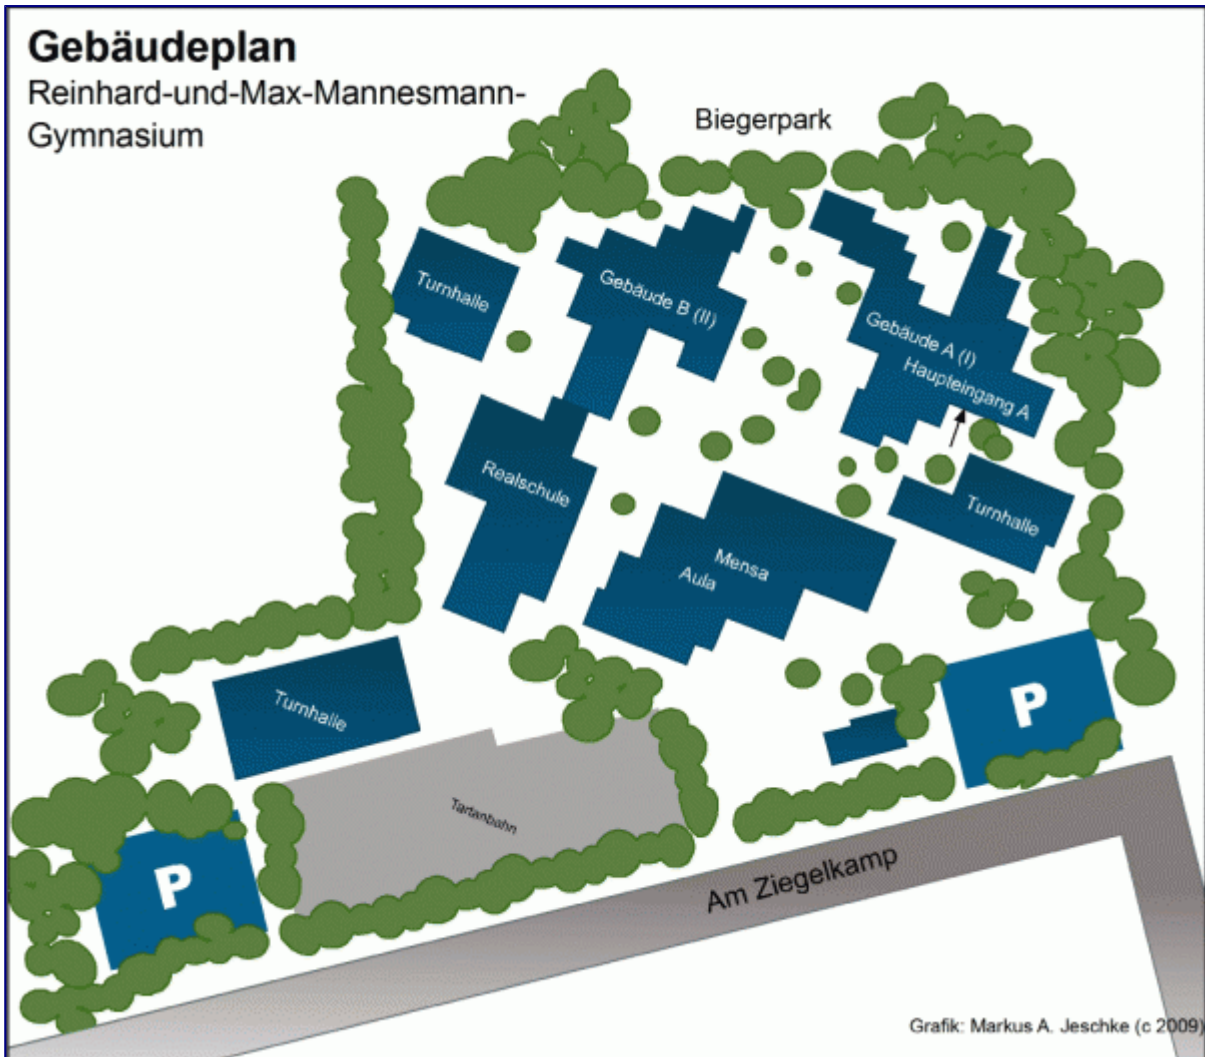 Gebäudeplan
Reinhard-und-Max-Mannesmann-
Gymnasium
Biegerpark
Turnhalle
Gebäude B (II)
Gebäude A (I)
Haupteingang A
Realschule
Turnhalle
Mensa
Aula
Turnhalle
P
Tartanbahn
P
Am Ziegelkamp
Grafik: Markus A. Jeschke (c 2009)